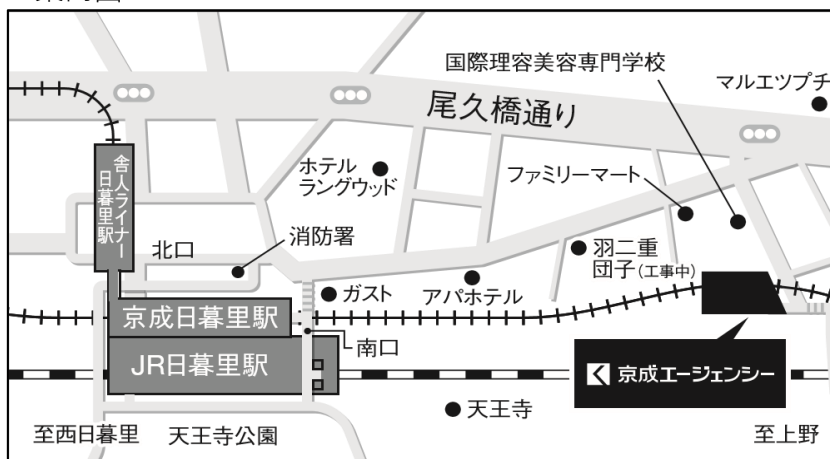 国際理容美容専門学校
マルエツプチ
尾久橋通り
ホテル
ラングウッド
ファミリーマート
舎人ライナー
日暮里駅
北口
消防署
羽二重
団子(工事中)
ガスト
アパホテル
京成日暮里駅
南口
JR日暮里駅
京成エージェンシー
天王寺
至西日暮里
天王寺公園
至上野